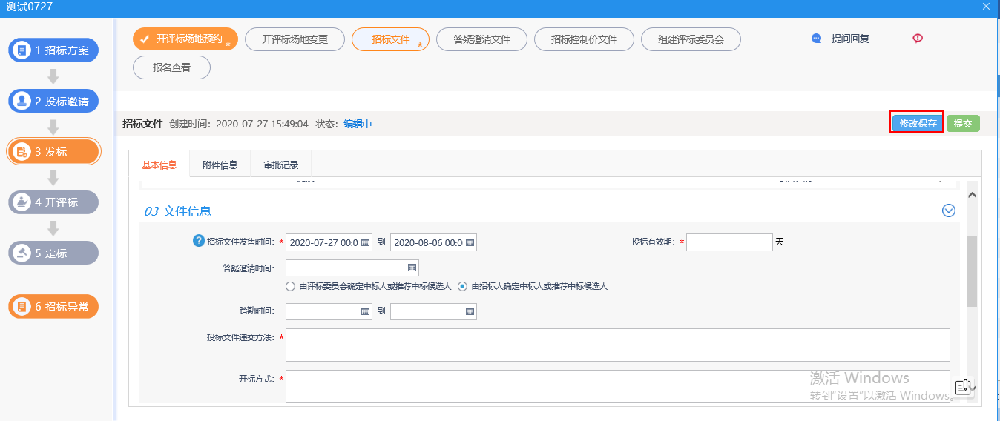 测试0727
1 招标方案
2 投标邀请
3 发标
4 开评标
5 定标
6 招标异常
开评标场地预约 *
开评标场地变更
招标文件 *
答疑澄清文件
招标控制价文件
组建评标委员会
提问回复
报名查看
招标文件 创建时间：2020-07-27 15:49:04 状态：编辑中
修改保存
提交
基本信息
附件信息
审批记录
03 文件信息
招标文件发售时间：* 2020-07-27 00:0 到 2020-08-06 00:0
投标有效期：* 天
答疑澄清时间：
由评标委员会确定中标人或推荐中标候选人 由招标人确定中标人或推荐中标候选人
踏勘时间： 到
投标文件递交方法：*
开标方式：*
激活 Windows
转到"设置"以激活 Windows。